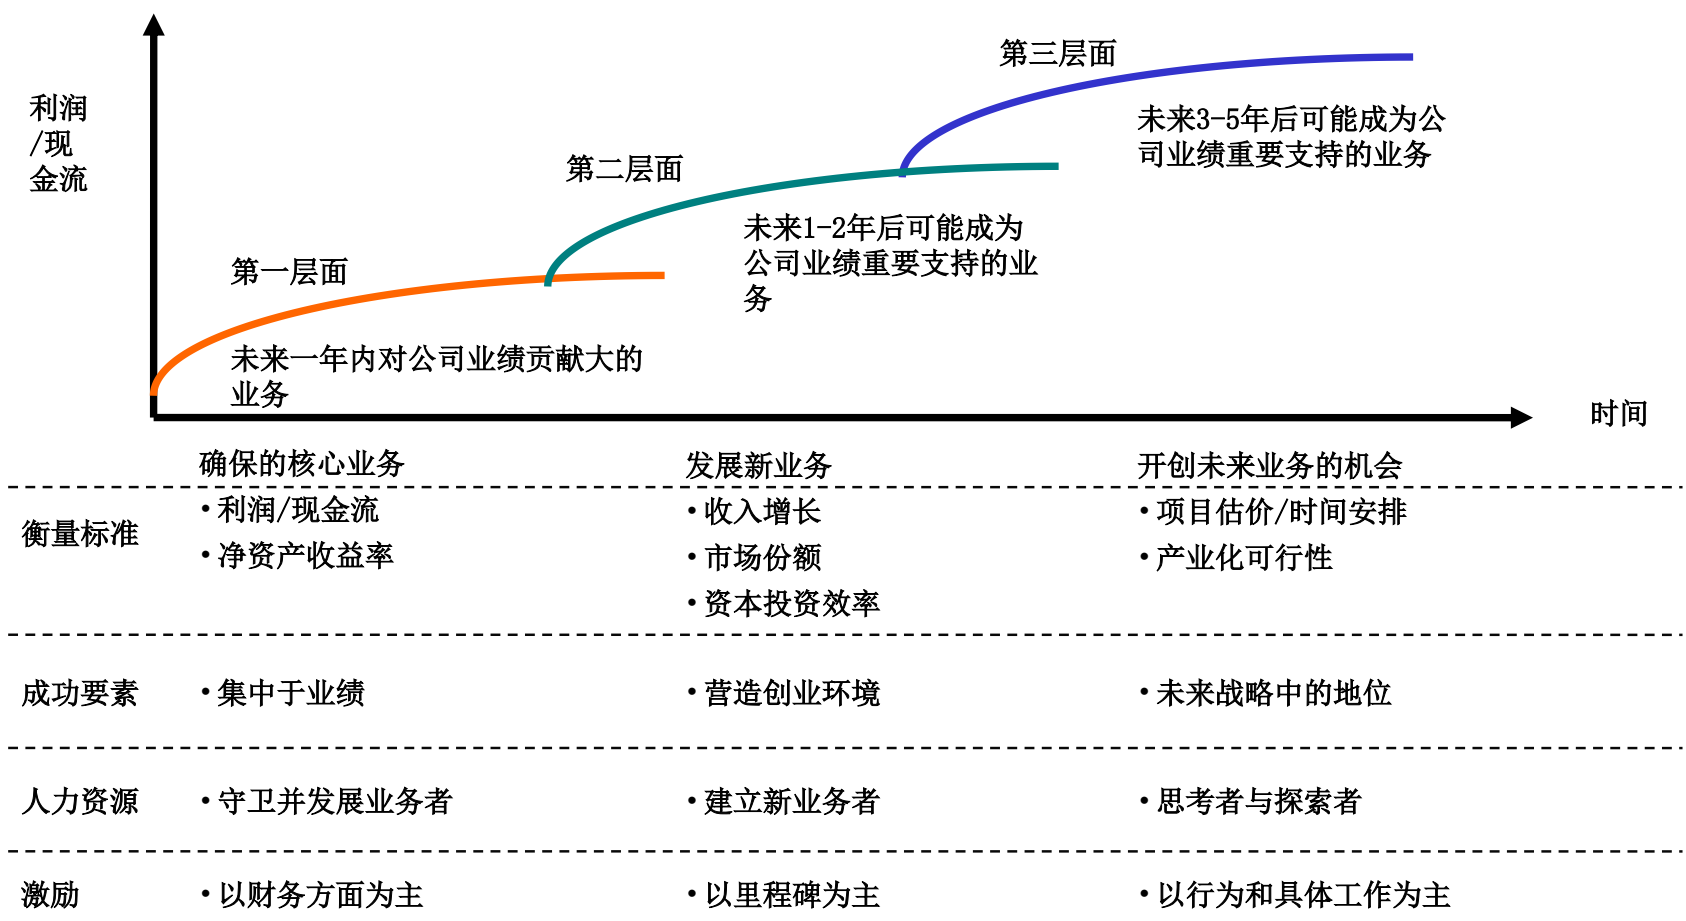 利润
/现
金流
第三层面
未来3-5年后可能成为公
司业绩重要支持的业务
第二层面
未来1-2年后可能成为
公司业绩重要支持的业
务
第一层面
未来一年内对公司业绩贡献大的
业务
时间
确保的核心业务
发展新业务
开创未来业务的机会
衡量标准
•利润/现金流
•净资产收益率
•收入增长
•市场份额
•资本投资效率
•项目估价/时间安排
•产业化可行性
成功要素
•集中于业绩
•营造创业环境
•未来战略中的地位
人力资源
•守卫并发展业务者
•建立新业务者
•思考者与探索者
激励
•以财务方面为主
•以里程碑为主
•以行为和具体工作为主